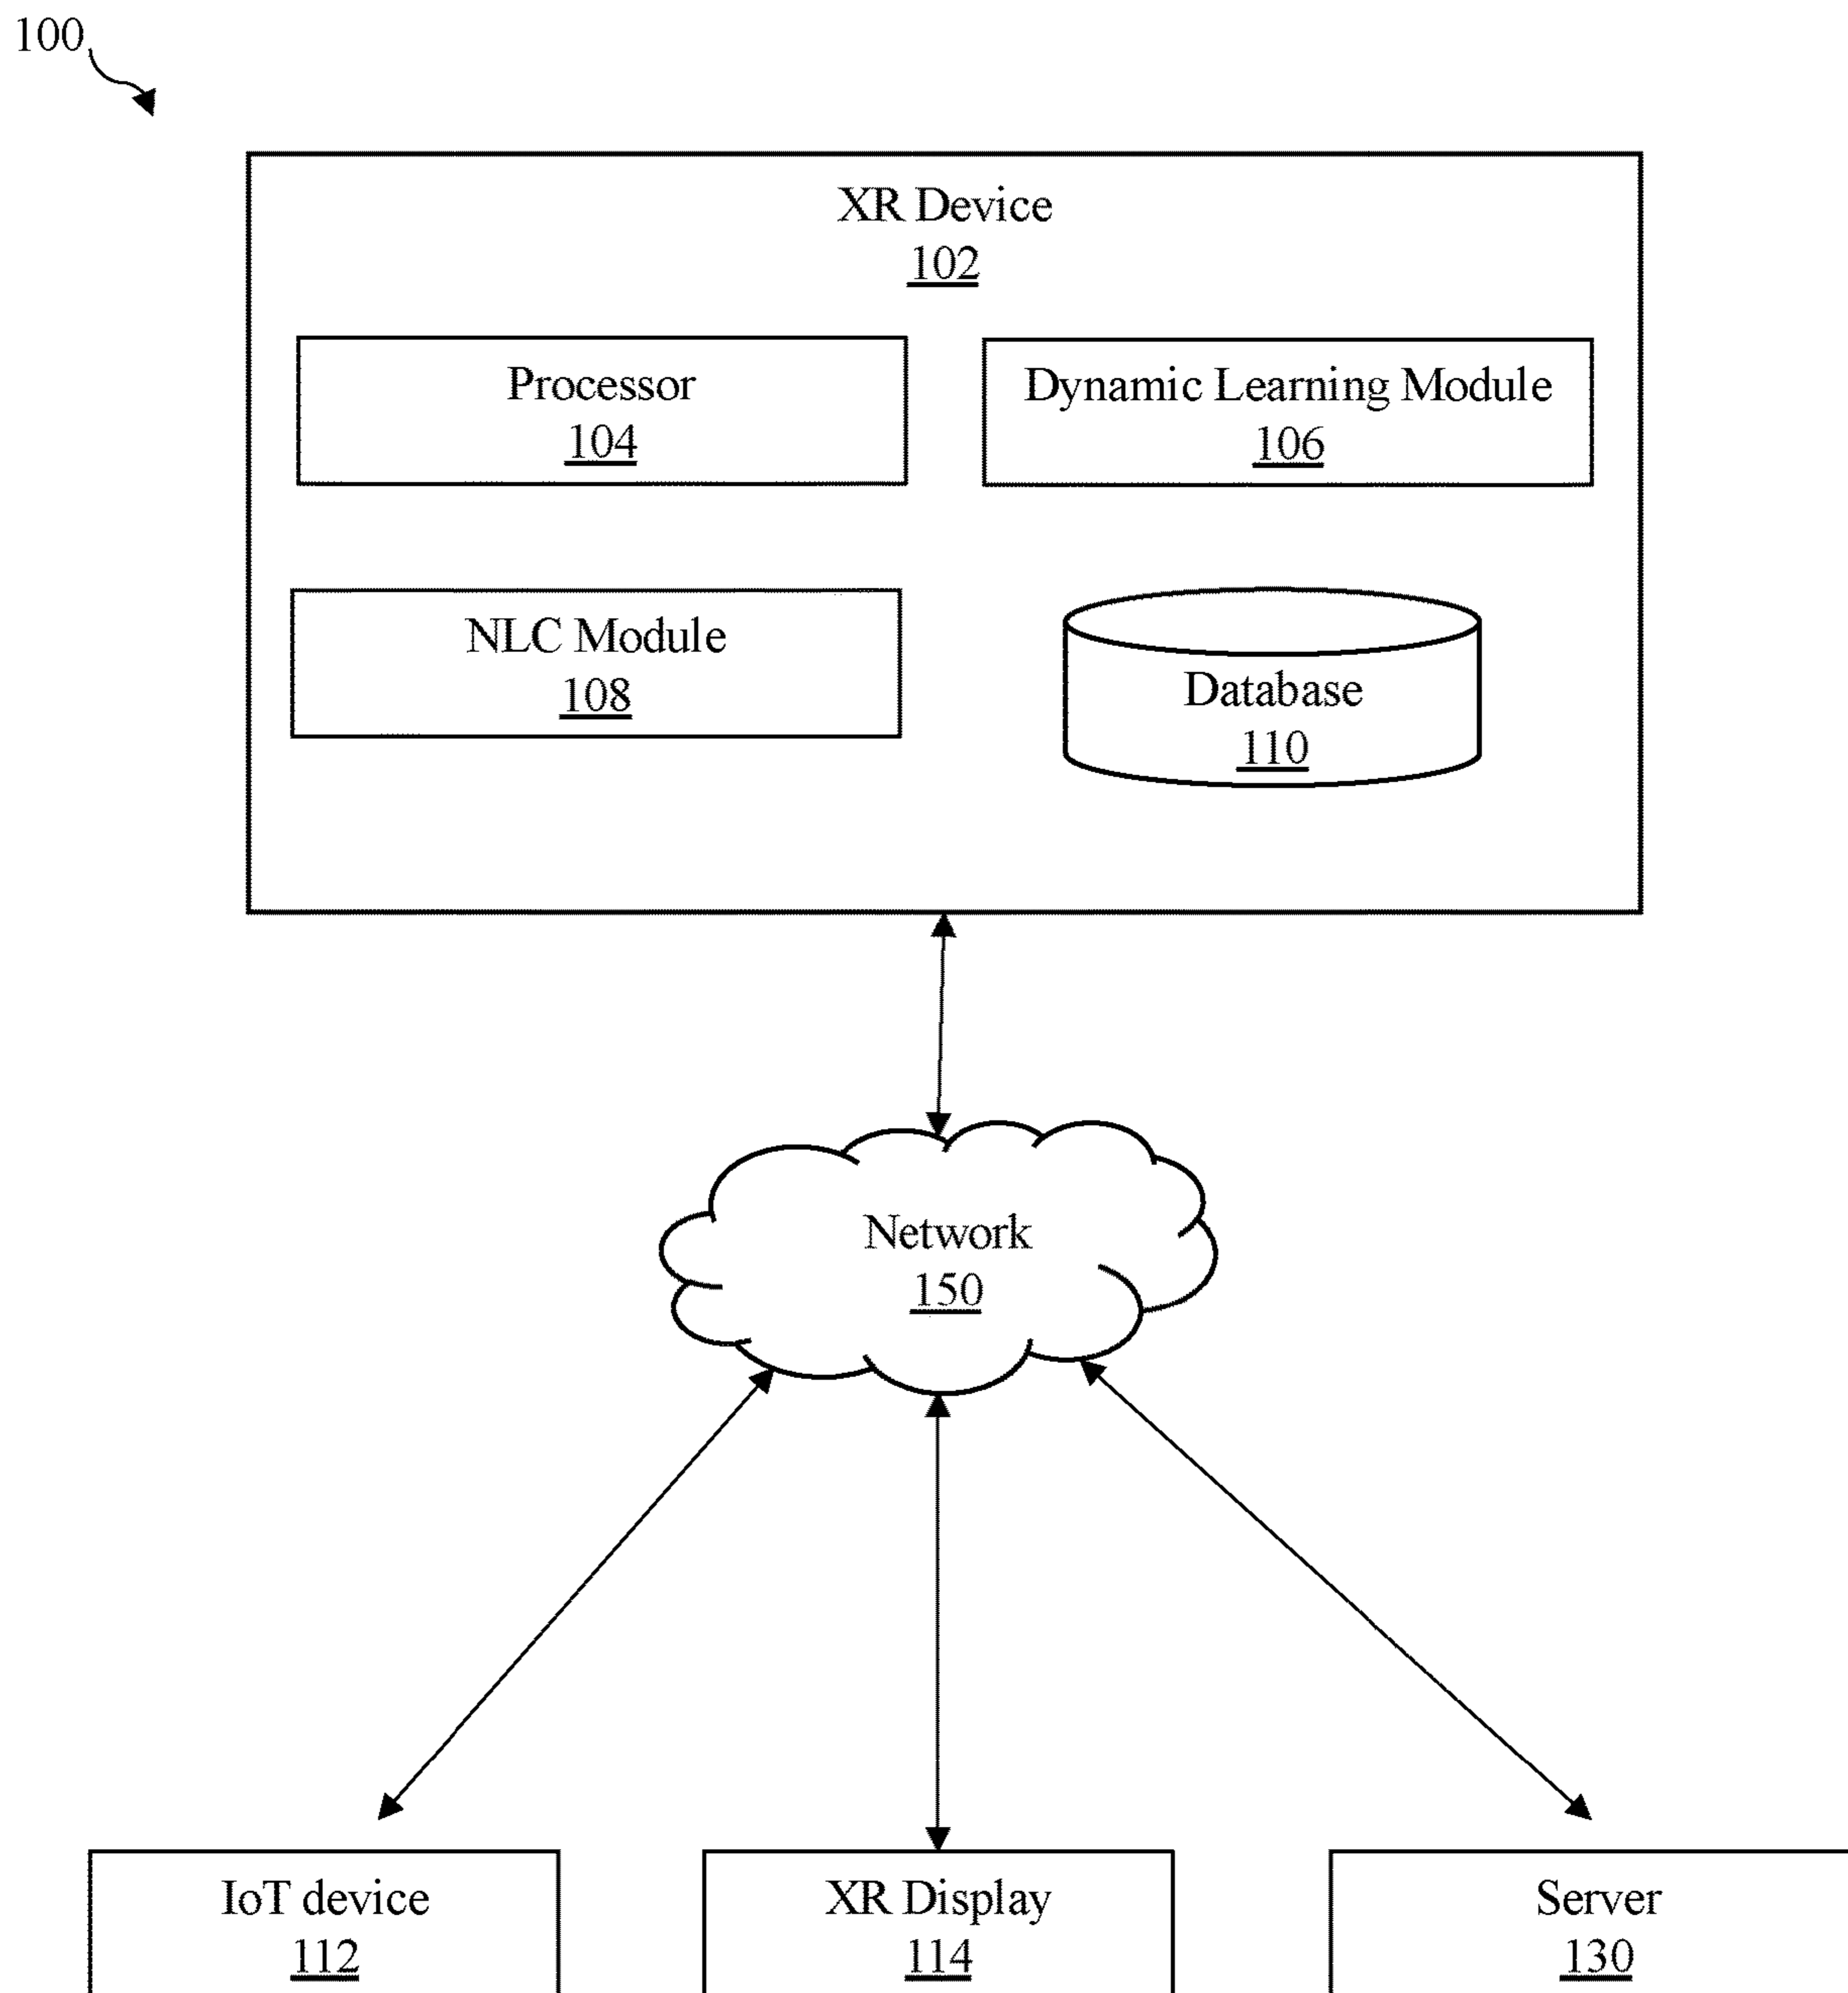 100
XR Device
102
Processor
104
Dynamic Learning Module
106
NLC Module
108
Database
110
Network
150
IoT device
112
XR Display
114
Server
130